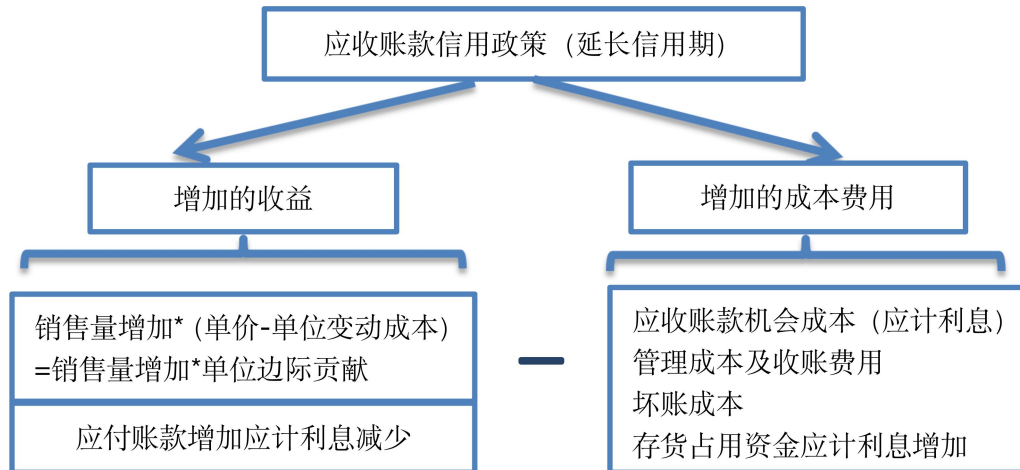 应收账款信用政策（延长信用期）
增加的收益
增加的成本费用
销售量增加*（单价-单位变动成本）
=销售量增加*单位边际贡献
应付账款增加应计利息减少
应收账款机会成本（应计利息）
管理成本及收账费用
坏账成本
存货占用资金应计利息增加